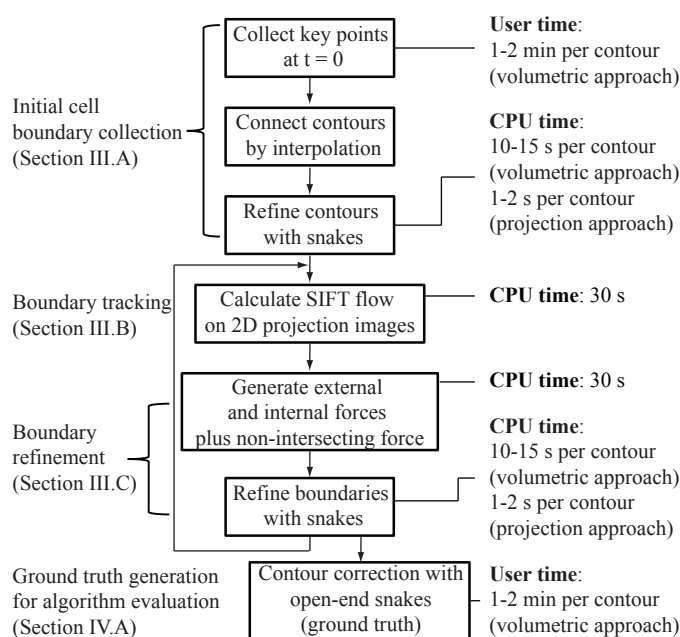 Collect key points
at t = 0
User time:
1-2 min per contour
(volumetric approach)
Initial cell
boundary collection
(Section III.A)
Connect contours
by interpolation
CPU time:
10-15 s per contour
(volumetric approach)
1-2 s per contour
(projection approach)
Refine contours
with snakes
Boundary tracking
(Section III.B)
Calculate SIFT flow
on 2D projection images
CPU time: 30 s
Generate external
and internal forces
plus non-intersecting force
CPU time: 30 s
Boundary
refinement
(Section III.C)
Refine boundaries
with snakes
CPU time:
10-15 s per contour
(volumetric approach)
1-2 s per contour
(projection approach)
Ground truth generation
for algorithm evaluation
(Section IV.A)
Contour correction with
open-end snakes
(ground truth)
User time:
1-2 min per contour
(volumetric approach)